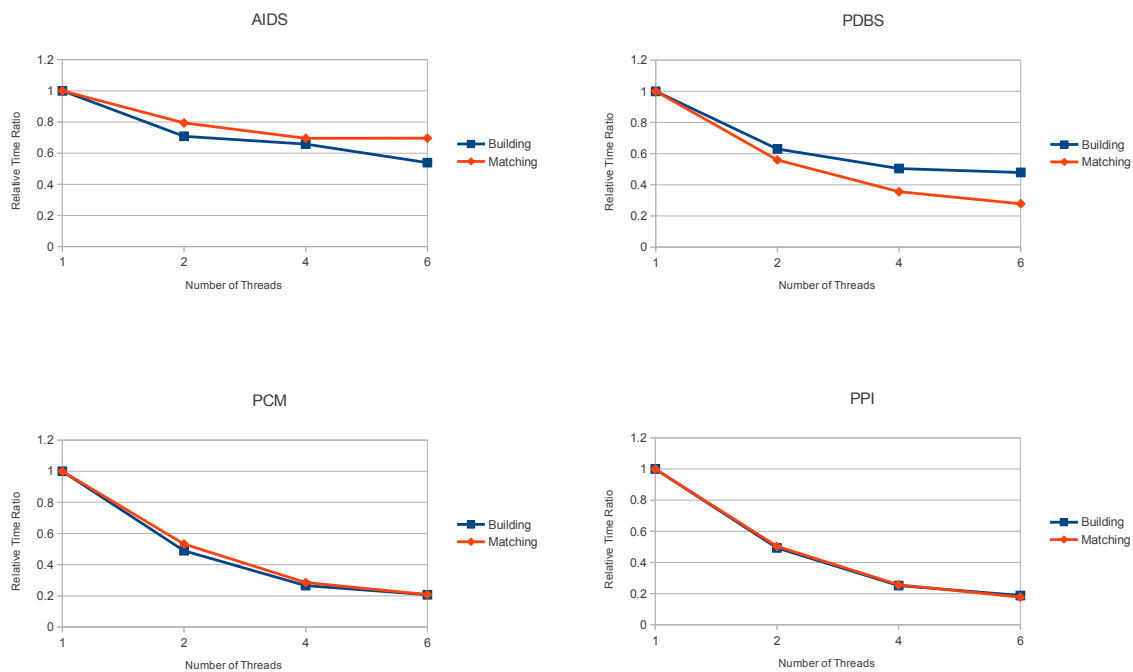 AIDS
1.2
1
0.8
0.6
0.4
0.2
0
Relative Time Ratio
1
2
4
6
Number of Threads
Building
Matching
PDBS
1.2
1
0.8
0.6
0.4
0.2
0
Relative Time Ratio
1
2
4
6
Number of Threads
Building
Matching
PCM
1.2
1
0.8
0.6
0.4
0.2
0
Relative Time Ratio
1
2
4
6
Number of Threads
Building
Matching
PPI
1.2
1
0.8
0.6
0.4
0.2
0
Relative Time Ratio
1
2
4
6
Number of Threads
Building
Matching